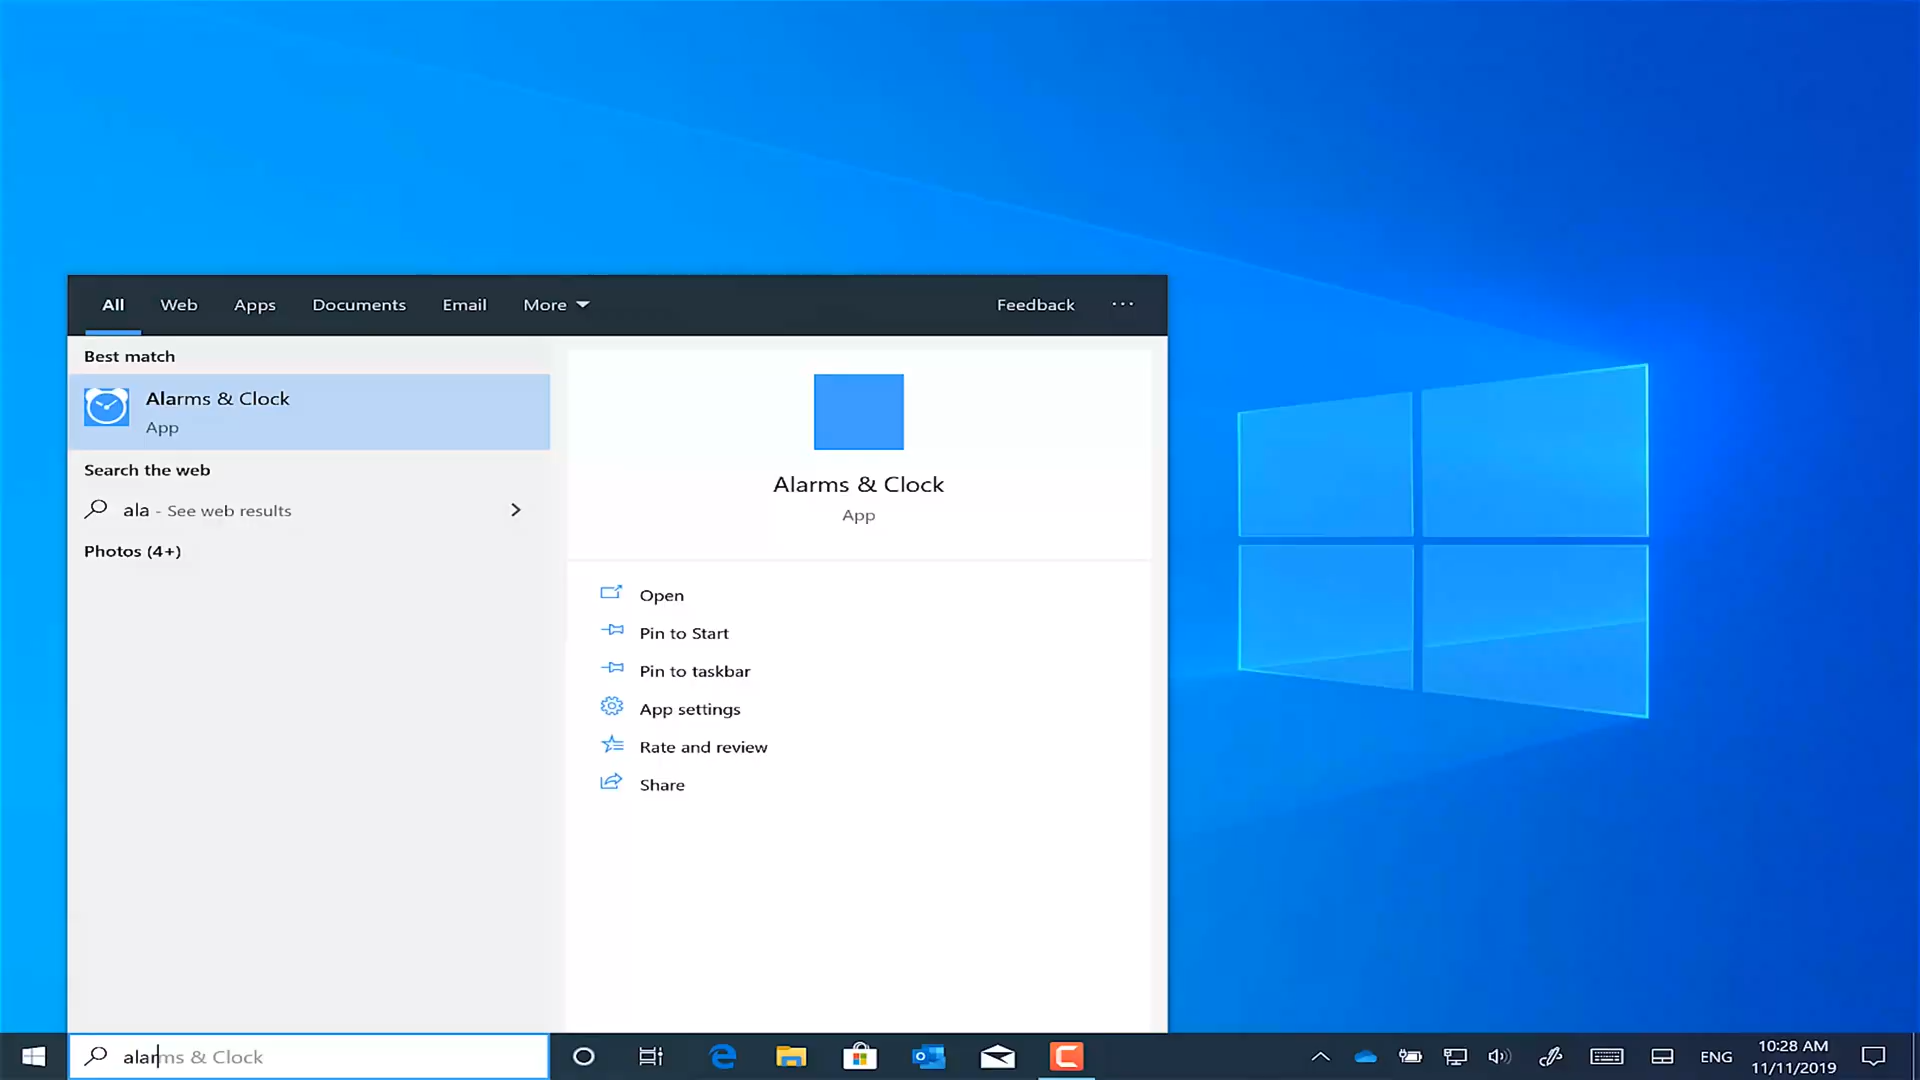 All Web Apps Documents Email More Feedback ...
Best match
Alarms & Clock
App
Search the web
ala - See web results
Photos (4+)
Alarms & Clock
App
Open
Pin to Start
Pin to taskbar
App settings
Rate and review
Share
alarms & Clock
ENG
10:28 AM
11/11/2019